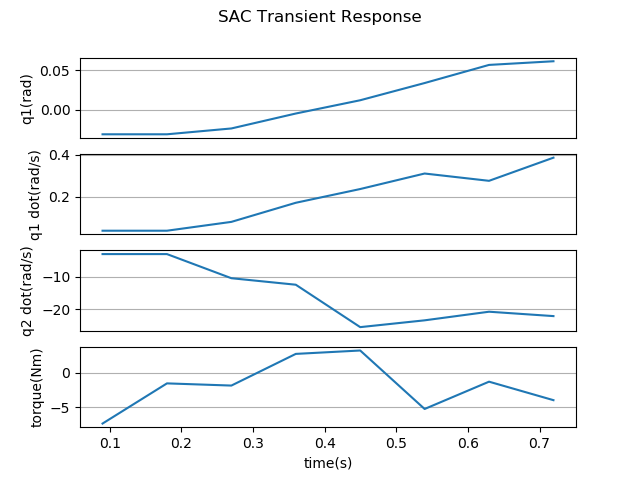 SAC Transient Response
q1(rad)
0.05
0.00
q1 dot(rad/s)
0.4
0.2
q2 dot(rad/s)
−10
−20
torque(Nm)
0
−5
0.1 0.2 0.3 0.4 0.5 0.6 0.7
time(s)